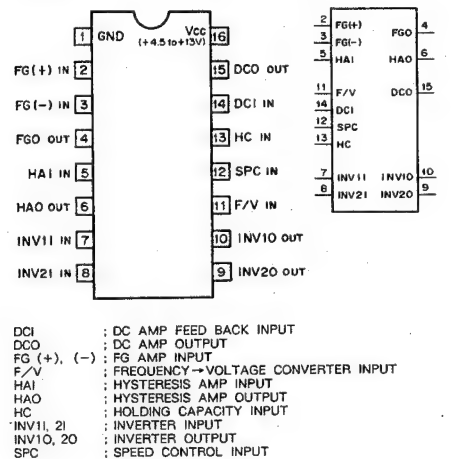 1 GND Vcc 16
(+4.5 to +13V)
FG(+) IN 2
15 DCO OUT
FG(−) IN 3
14 DCI IN
FGO OUT 4
13 HC IN
HAI IN 5
12 SPC IN
HAO OUT 6
11 F/V IN
INV1I IN 7
10 INV1O OUT
INV2I IN 8
9 INV2O OUT
2 FG(+) FGO 4
3 FG(−)
5 HAI HAO 6
11 F/V DCO 15
14 DCI
12 SPC
13 HC
7 INV1I INV1O 10
8 INV2I INV2O 9
DCI ; DC AMP FEED BACK INPUT
DCO ; DC AMP OUTPUT
FG (+), (−) ; FG AMP INPUT
F/V ; FREQUENCY→VOLTAGE CONVERTER INPUT
HAI ; HYSTERESIS AMP INPUT
HAO ; HYSTERESIS AMP OUTPUT
HC ; HOLDING CAPACITY INPUT
INV1I, 2I ; INVERTER INPUT
INV1O, 2O ; INVERTER OUTPUT
SPC ; SPEED CONTROL INPUT